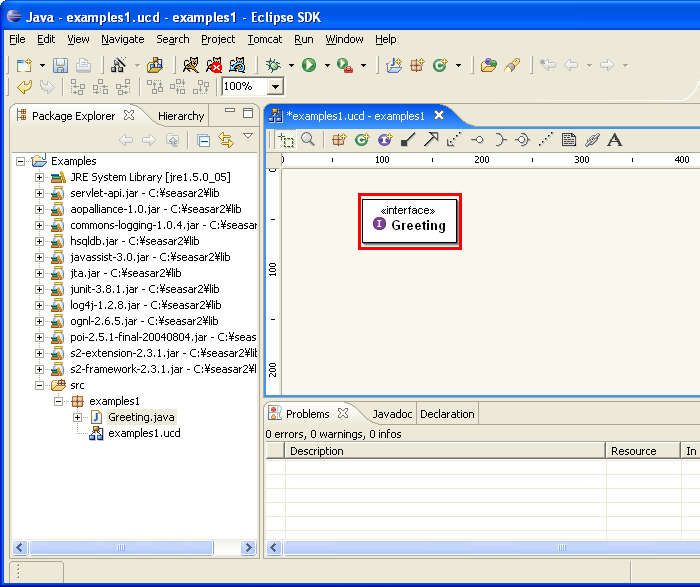 Java - examples1.ucd - examples1 - Eclipse SDK
File Edit View Navigate Search Project Tomcat Run Window Help
100%
Package Explorer Hierarchy
*examples1.ucd - examples1
0 100 200 300 400
Examples
JRE System Library [jre1.5.0_05]
servlet-api.jar - C:¥seasar2¥lib
aopalliance-1.0.jar - C:¥seasar2¥lib
commons-logging-1.0.4.jar - C:¥seasar2¥lib
hsqldb.jar - C:¥seasar2¥lib
javassist-3.0.jar - C:¥seasar2¥lib
jta.jar - C:¥seasar2¥lib
junit-3.8.1.jar - C:¥seasar2¥lib
log4j-1.2.8.jar - C:¥seasar2¥lib
ognl-2.6.5.jar - C:¥seasar2¥lib
poi-2.5.1-final-20040804.jar - C:¥seas
s2-extension-2.3.1.jar - C:¥seasar2¥lib
s2-framework-2.3.1.jar - C:¥seasar2¥l
src
examples1
Greeting.java
examples1.ucd
0
100
200
«interface»
I Greeting
Problems Javadoc Declaration
0 errors, 0 warnings, 0 infos
Description Resource In